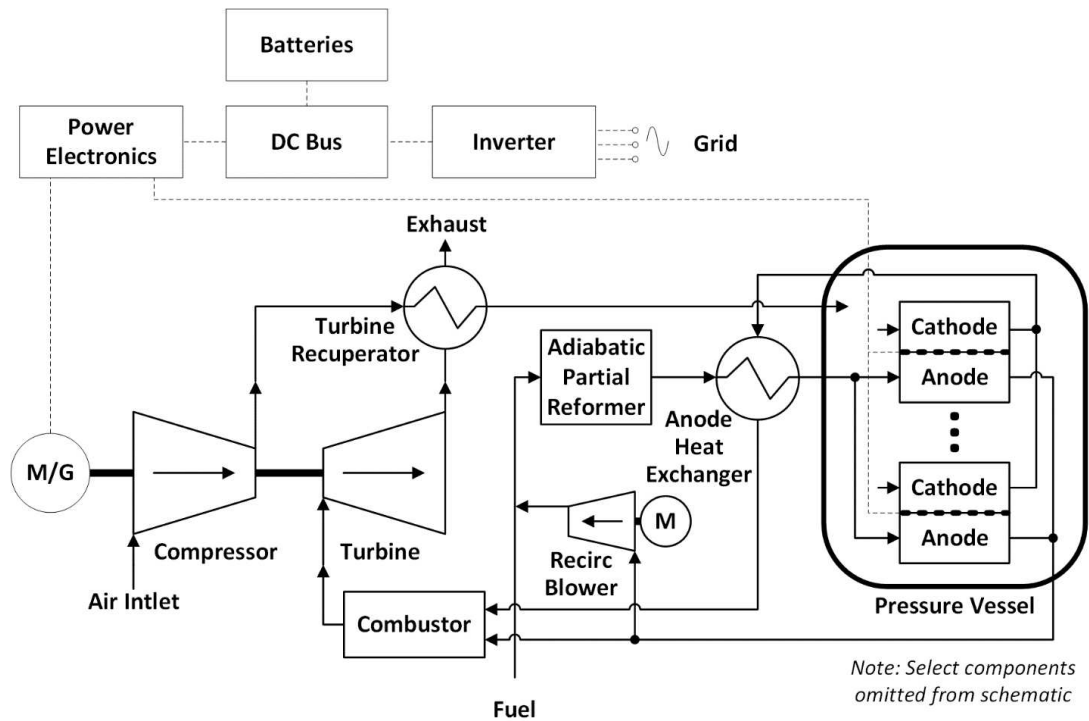 Batteries
Power
Electronics
DC Bus
Inverter
Grid
Exhaust
Turbine
Recuperator
Adiabatic
Partial
Reformer
Anode
Heat
Exchanger
Cathode
Anode
Cathode
Anode
Pressure Vessel
M/G
Compressor
Turbine
M
Recirc
Blower
Air Intlet
Combustor
Fuel
Note: Select components
omitted from schematic